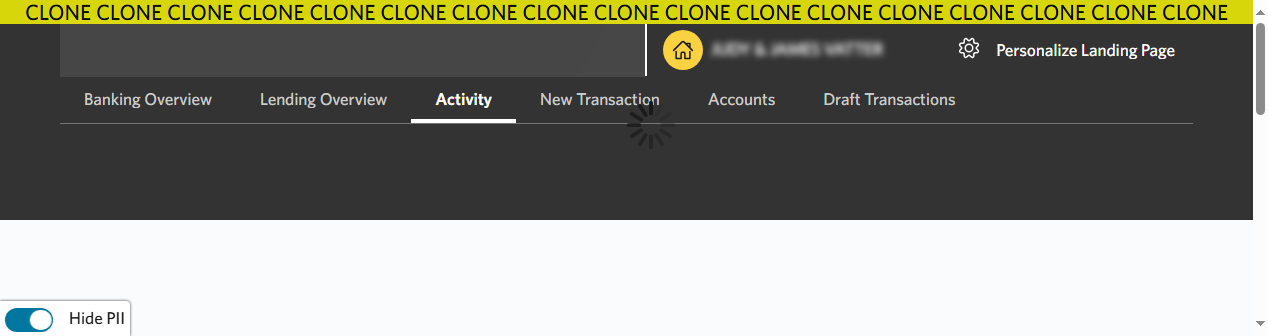 CLONE CLONE CLONE CLONE CLONE CLONE CLONE CLONE CLONE CLONE CLONE CLONE CLONE CLONE CLONE CLONE CLONE
Personalize Landing Page
Banking Overview Lending Overview Activity New Transaction Accounts Draft Transactions
Hide PII